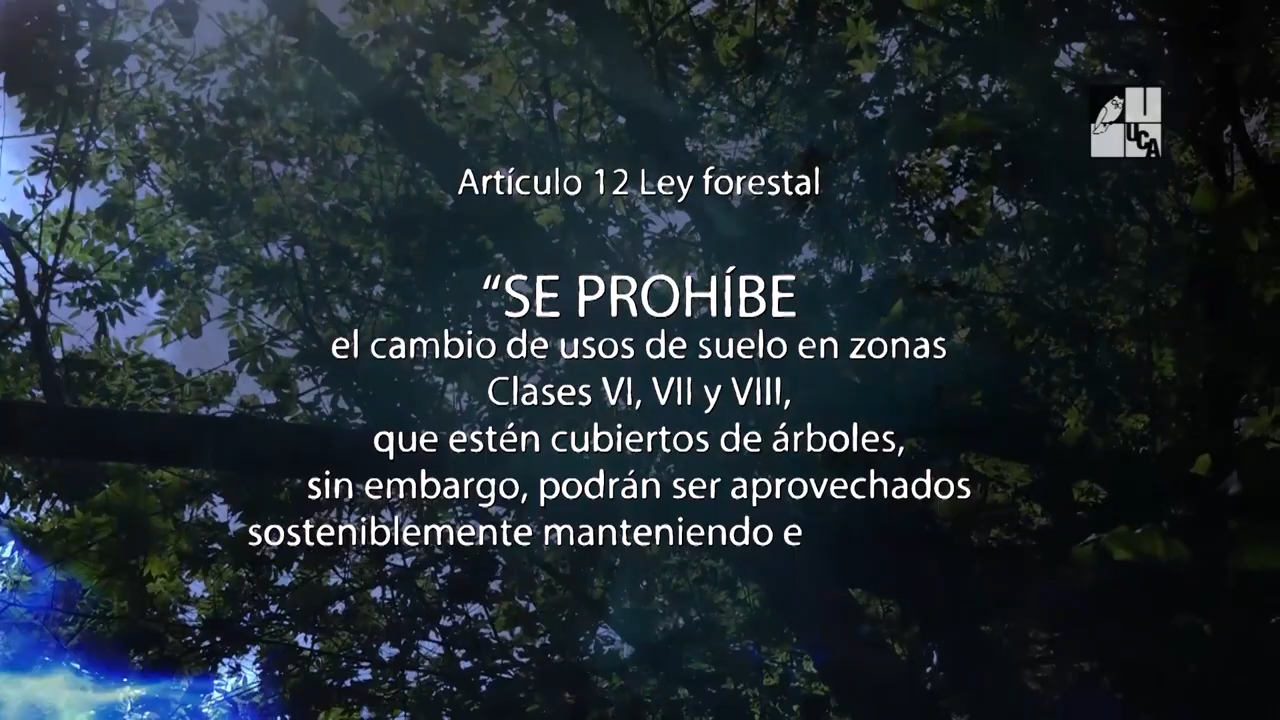 U
UCA
Artículo 12 Ley forestal
“SE PROHÍBE
el cambio de usos de suelo en zonas
Clases VI, VII y VIII,
que estén cubiertos de árboles,
sin embargo, podrán ser aprovechados
sosteniblemente manteniendo e